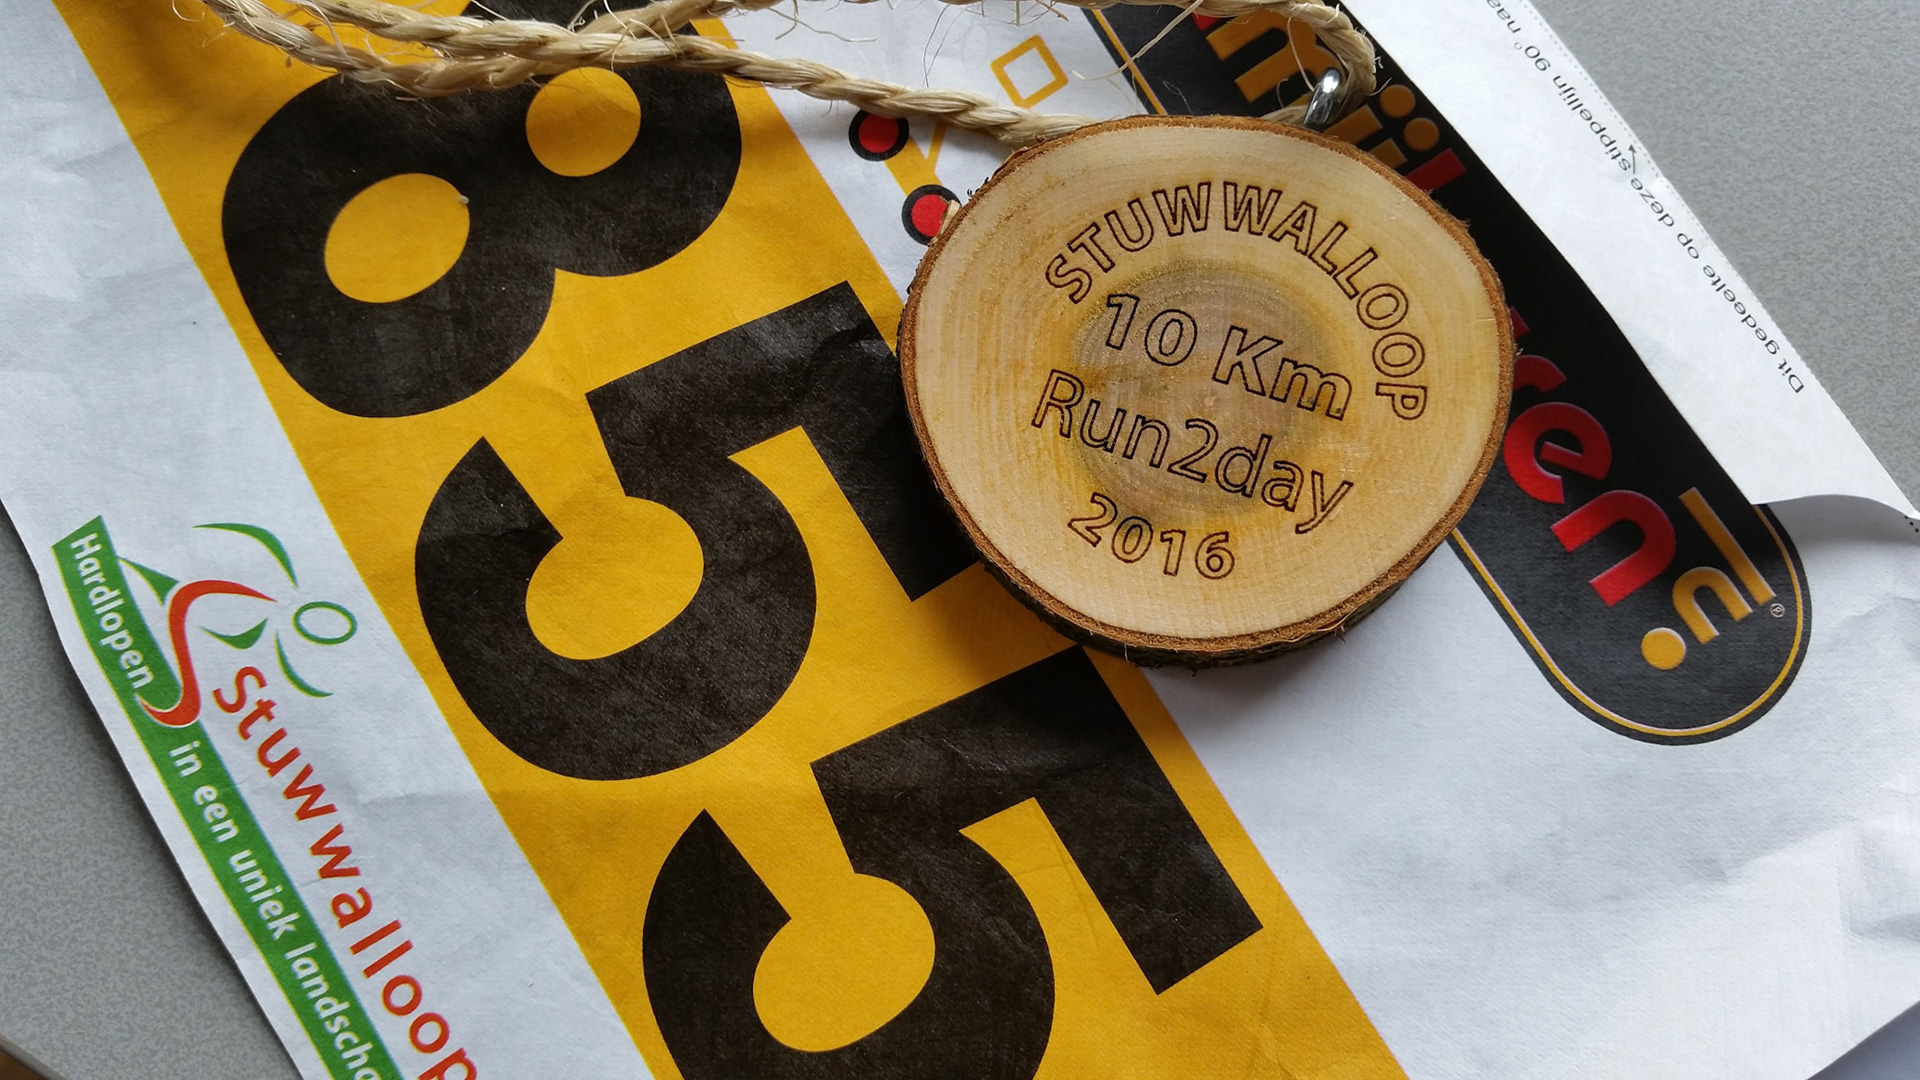 STUWWALLOOP
10 Km
Run2day
2016
855
Stuwwalloop
Hardlopen in een uniek landscha
.nl®
Dit gedeelte op deze stippellijn 90° naa